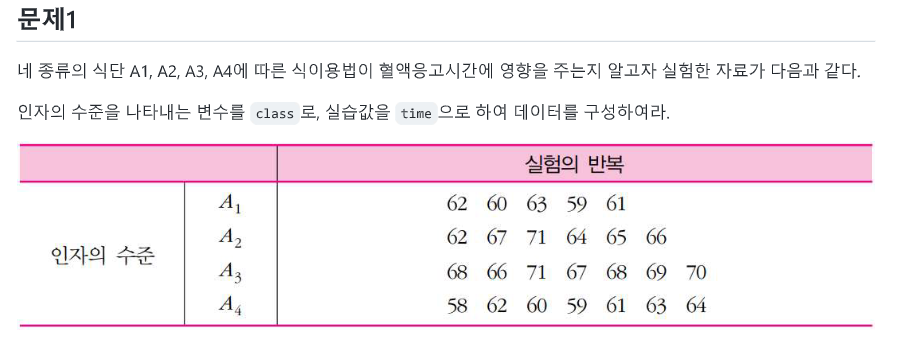 문제1
네 종류의 식단 A1, A2, A3, A4에 따른 식이용법이 혈액응고시간에 영향을 주는지 알고자 실험한 자료가 다음과 같다.
인자의 수준을 나타내는 변수를 class 로, 실습값을 time 으로 하여 데이터를 구성하여라.
실험의 반복
인자의 수준
A1 62 60 63 59 61
A2 62 67 71 64 65 66
A3 68 66 71 67 68 69 70
A4 58 62 60 59 61 63 64